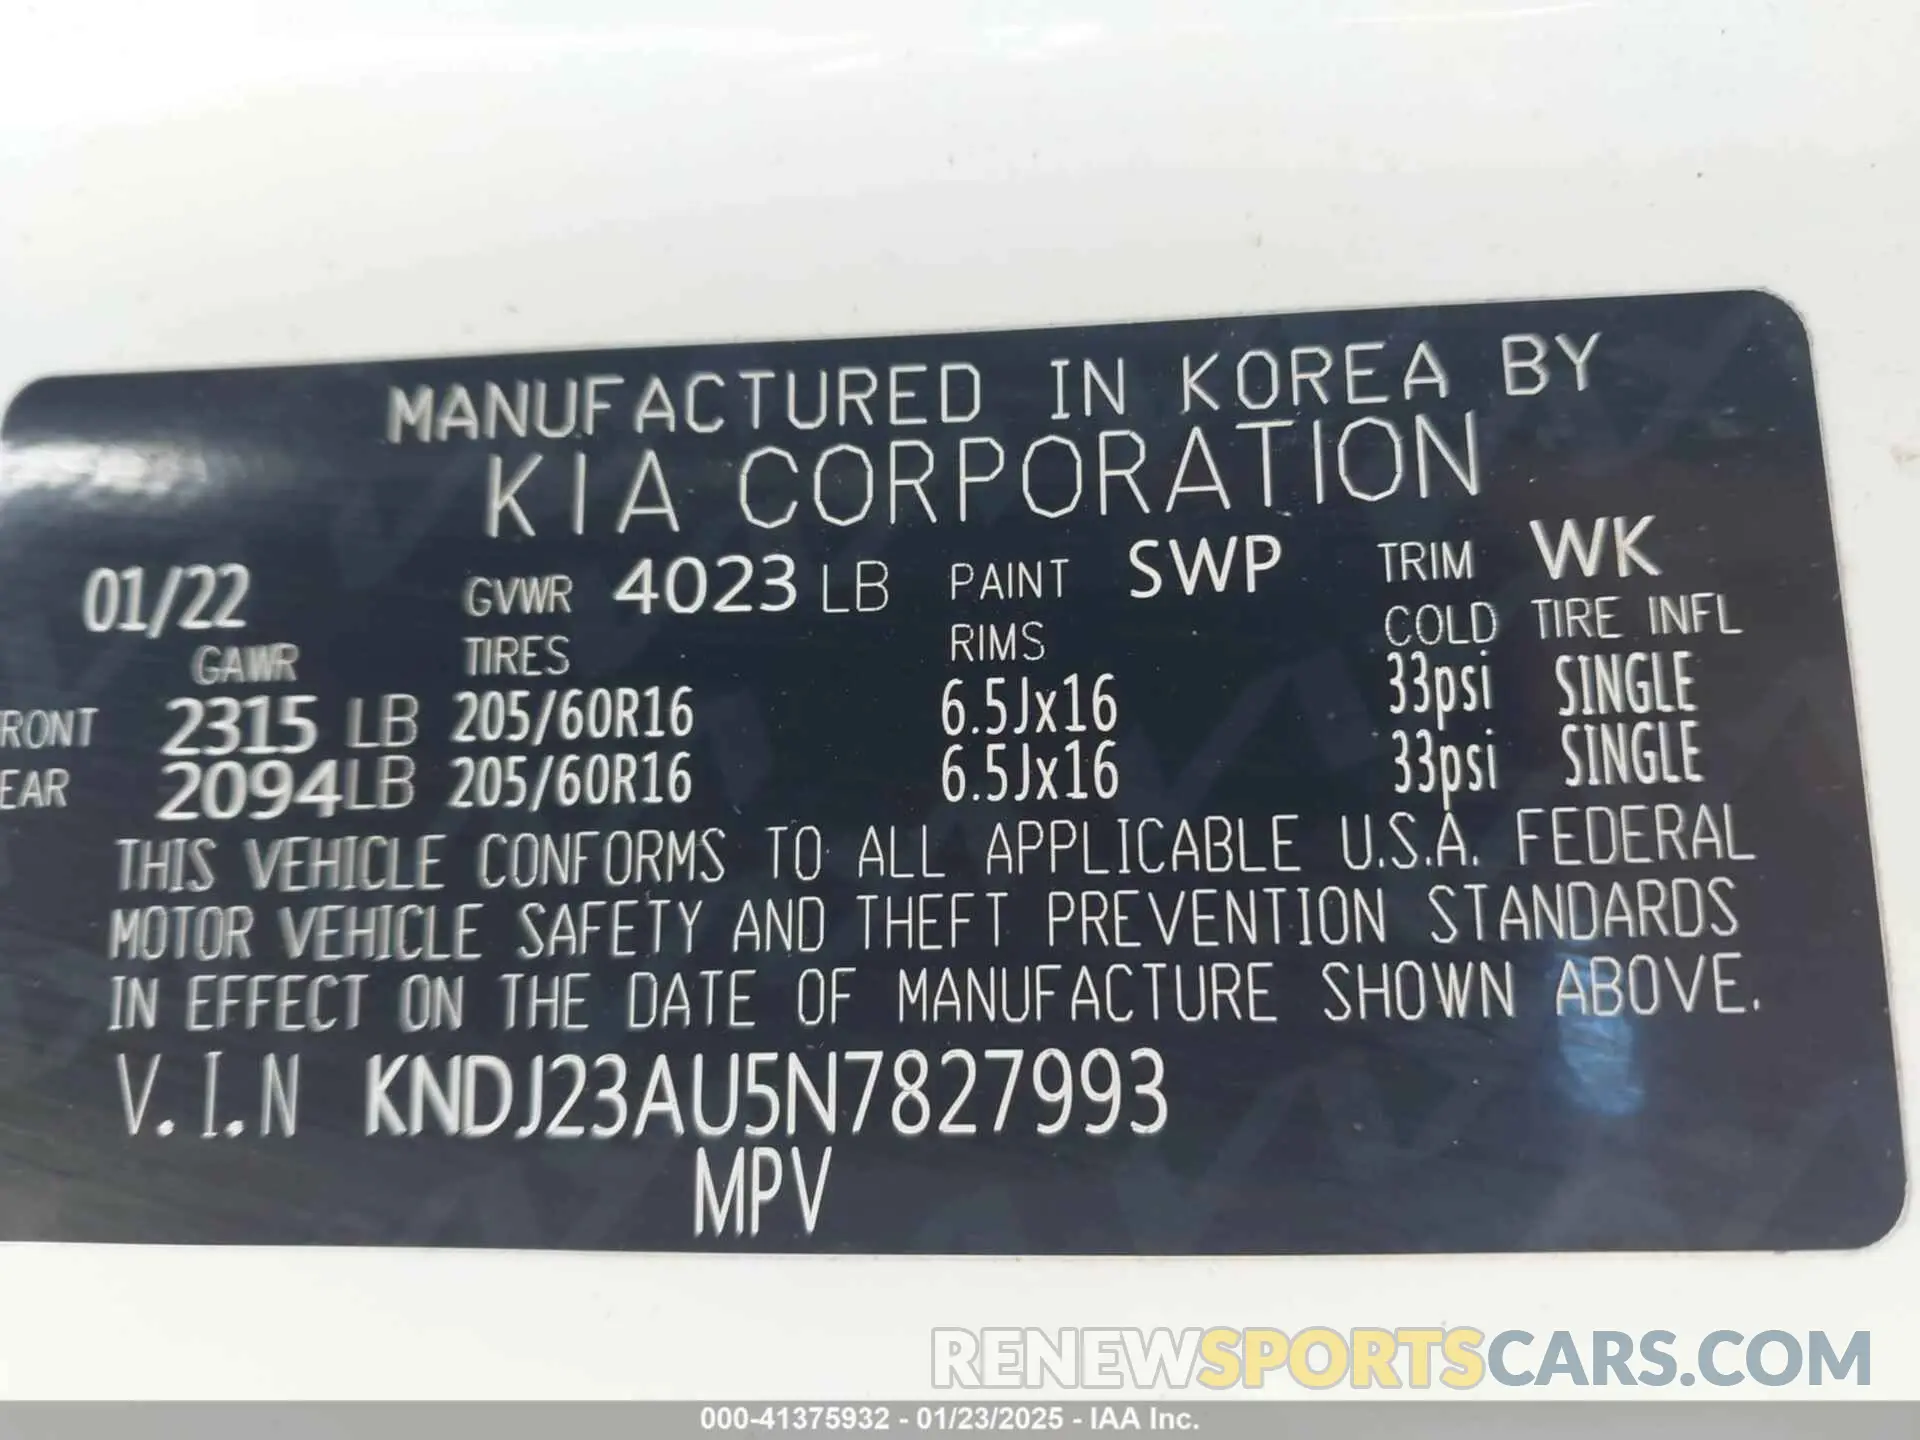 MANUFACTURED IN KOREA BY
KIA CORPORATION
01/22 GVWR 4023 LB PAINT SWP TRIM WK
GAWR TIRES RIMS COLD TIRE INFL
RONT 2315 LB 205/60R16 6.5Jx16 33psi SINGLE
EAR 2094LB 205/60R16 6.5Jx16 33psi SINGLE
THIS VEHICLE CONFORMS TO ALL APPLICABLE U.S.A. FEDERAL
MOTOR VEHICLE SAFETY AND THEFT PREVENTION STANDARDS
IN EFFECT ON THE DATE OF MANUFACTURE SHOWN ABOVE.
V.I.N KNDJ23AU5N7827993
MPV
RENEWSPORTSCARS.COM
000-41375932 - 01/23/2025 - IAA Inc.